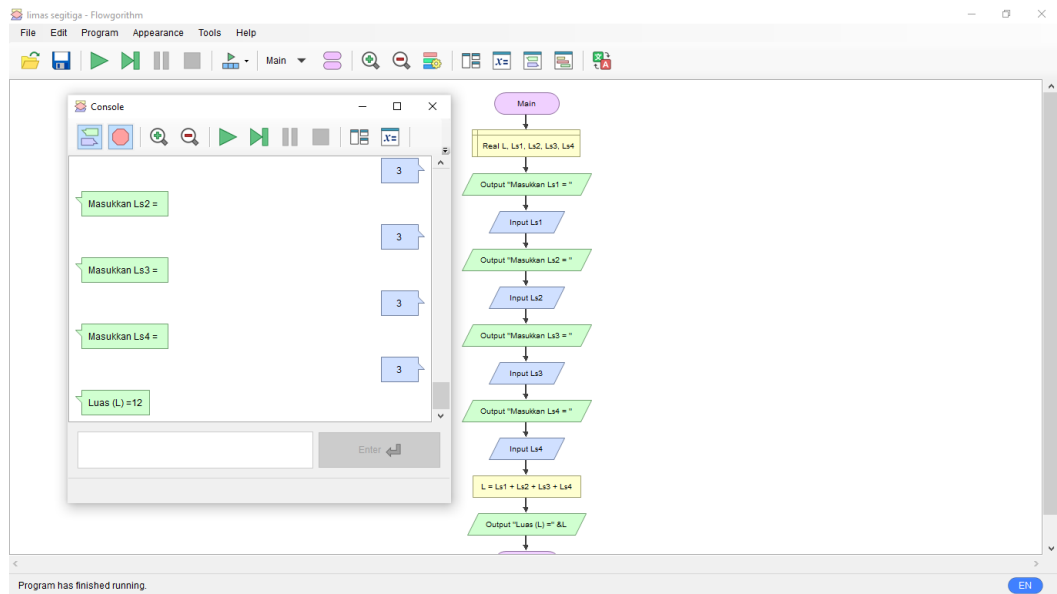 limas segitiga - Flowgorithm
File Edit Program Appearance Tools Help
Main
x=
Console
x=
3
Masukkan Ls2 =
3
Masukkan Ls3 =
3
Masukkan Ls4 =
3
Luas (L) =12
Enter
Main
Real L, Ls1, Ls2, Ls3, Ls4
Output "Masukkan Ls1 = "
Input Ls1
Output "Masukkan Ls2 = "
Input Ls2
Output "Masukkan Ls3 = "
Input Ls3
Output "Masukkan Ls4 = "
Input Ls4
L = Ls1 + Ls2 + Ls3 + Ls4
Output "Luas (L) =" &L
Program has finished running.
EN